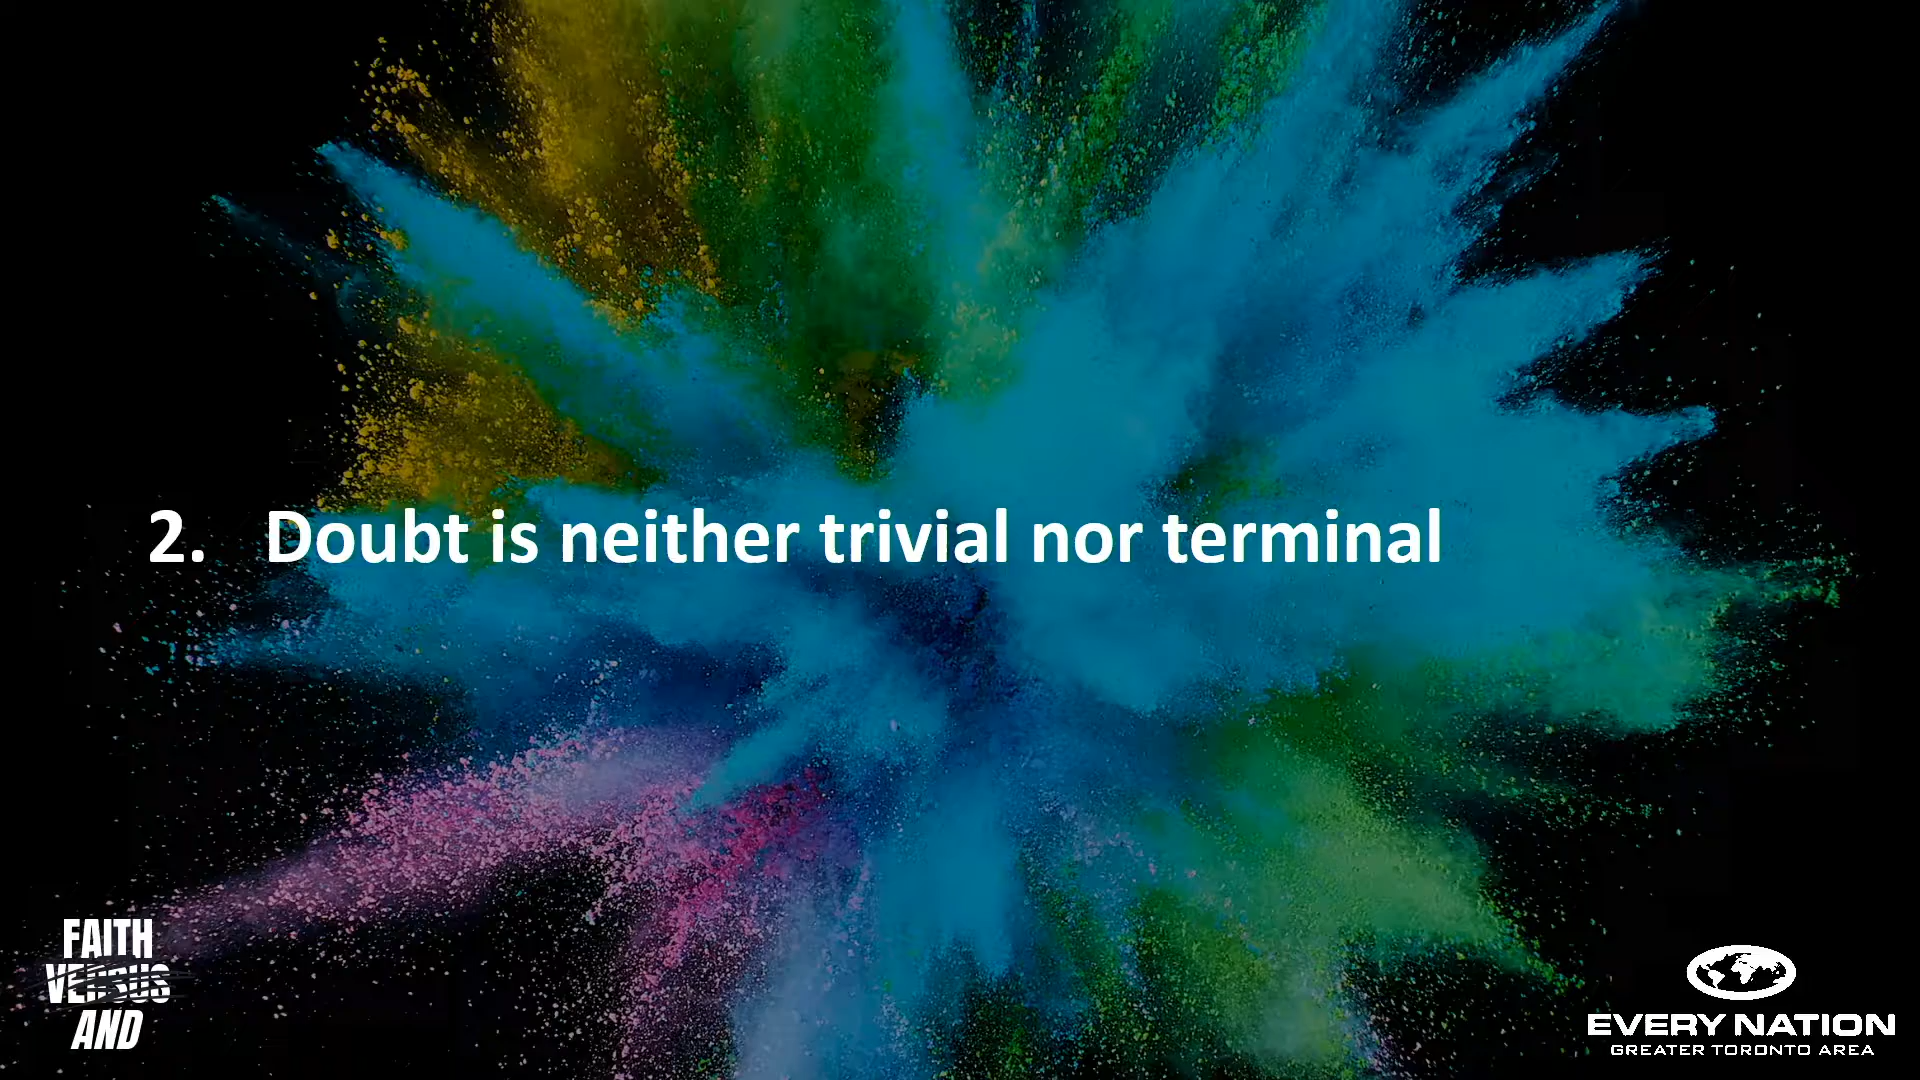 2. Doubt is neither trivial nor terminal
FAITH
VERSUS
AND
EVERY NATION
GREATER TORONTO AREA